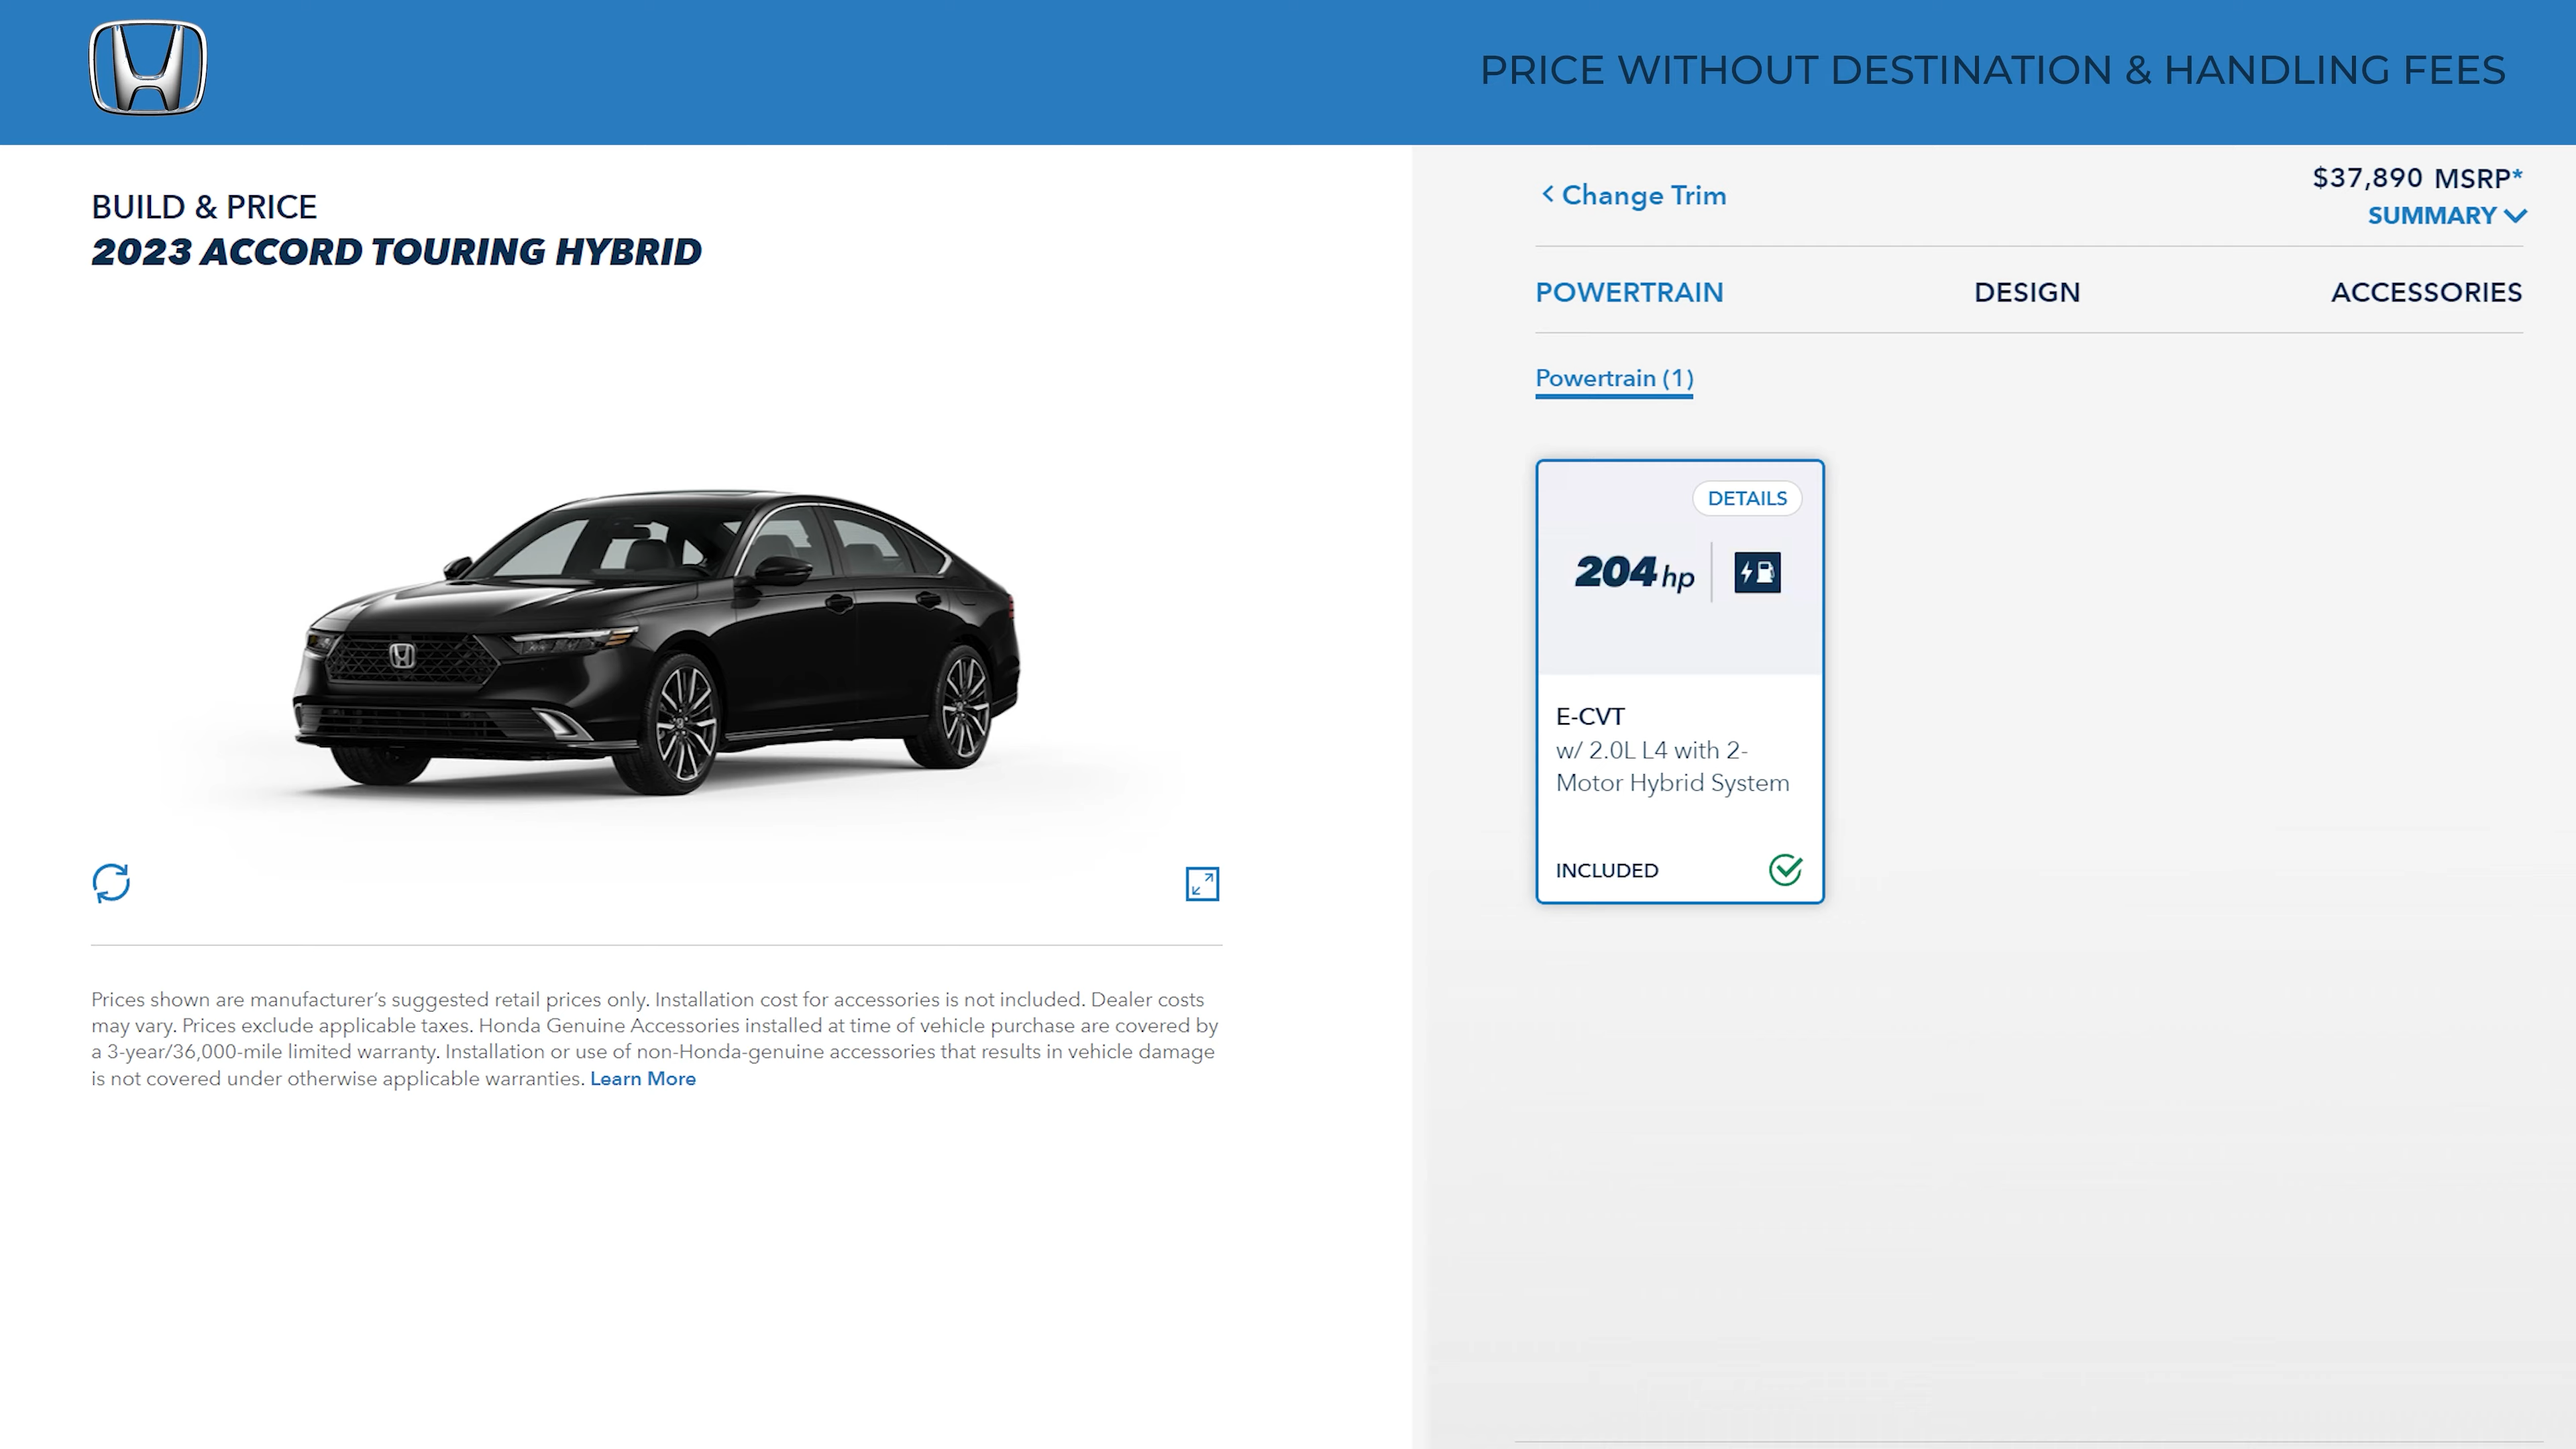 PRICE WITHOUT DESTINATION & HANDLING FEES
BUILD & PRICE
2023 ACCORD TOURING HYBRID
Prices shown are manufacturer's suggested retail prices only. Installation cost for accessories is not included. Dealer costs
may vary. Prices exclude applicable taxes. Honda Genuine Accessories installed at time of vehicle purchase are covered by
a 3-year/36,000-mile limited warranty. Installation or use of non-Honda-genuine accessories that results in vehicle damage
is not covered under otherwise applicable warranties. Learn More
Change Trim
$37,890 MSRP*
SUMMARY
POWERTRAIN DESIGN ACCESSORIES
Powertrain (1)
DETAILS
204 hp
E-CVT
w/ 2.0L L4 with 2-
Motor Hybrid System
INCLUDED